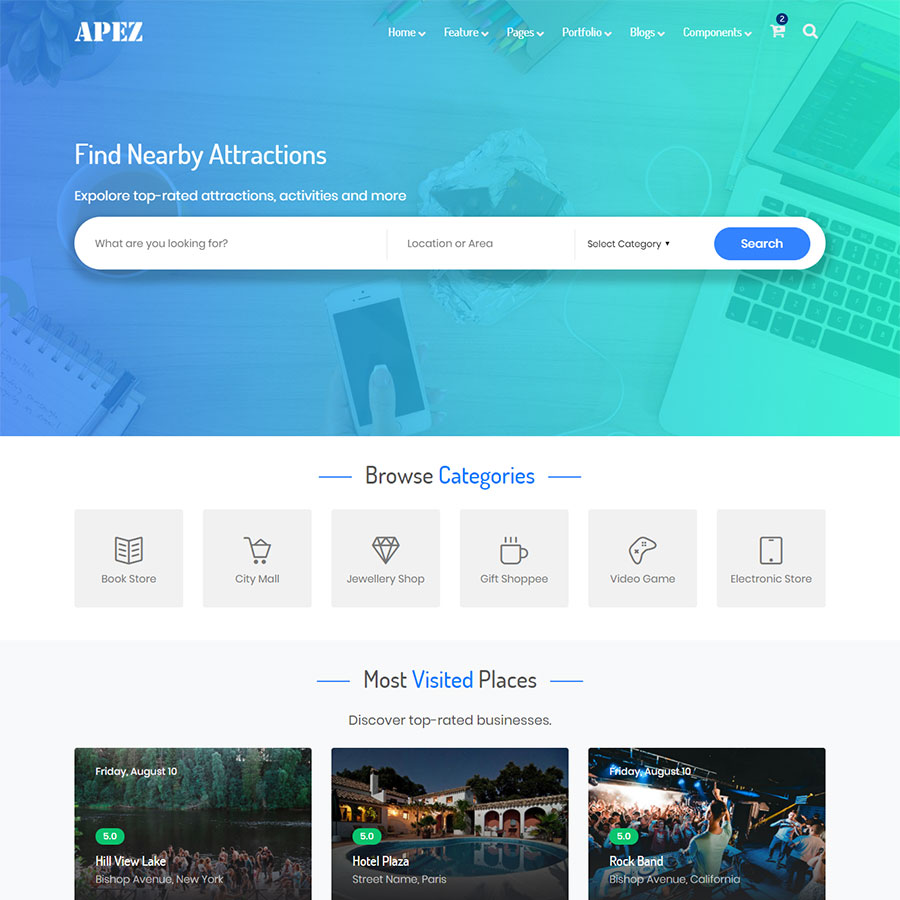 APEZ
Home Feature Pages Portfolio Blogs Components 2
Find Nearby Attractions
Expolore top-rated attractions, activities and more
What are you looking for? Location or Area Select Category Search
Browse Categories
Book Store City Mall Jewellery Shop Gift Shoppee Video Game Electronic Store
Most Visited Places
Discover top-rated businesses.
Friday, August 10
5.0
Hill View Lake
Bishop Avenue, New York
5.0
Hotel Plaza
Street Name, Paris
Friday, August 10
5.0
Rock Band
Bishop Avenue, California